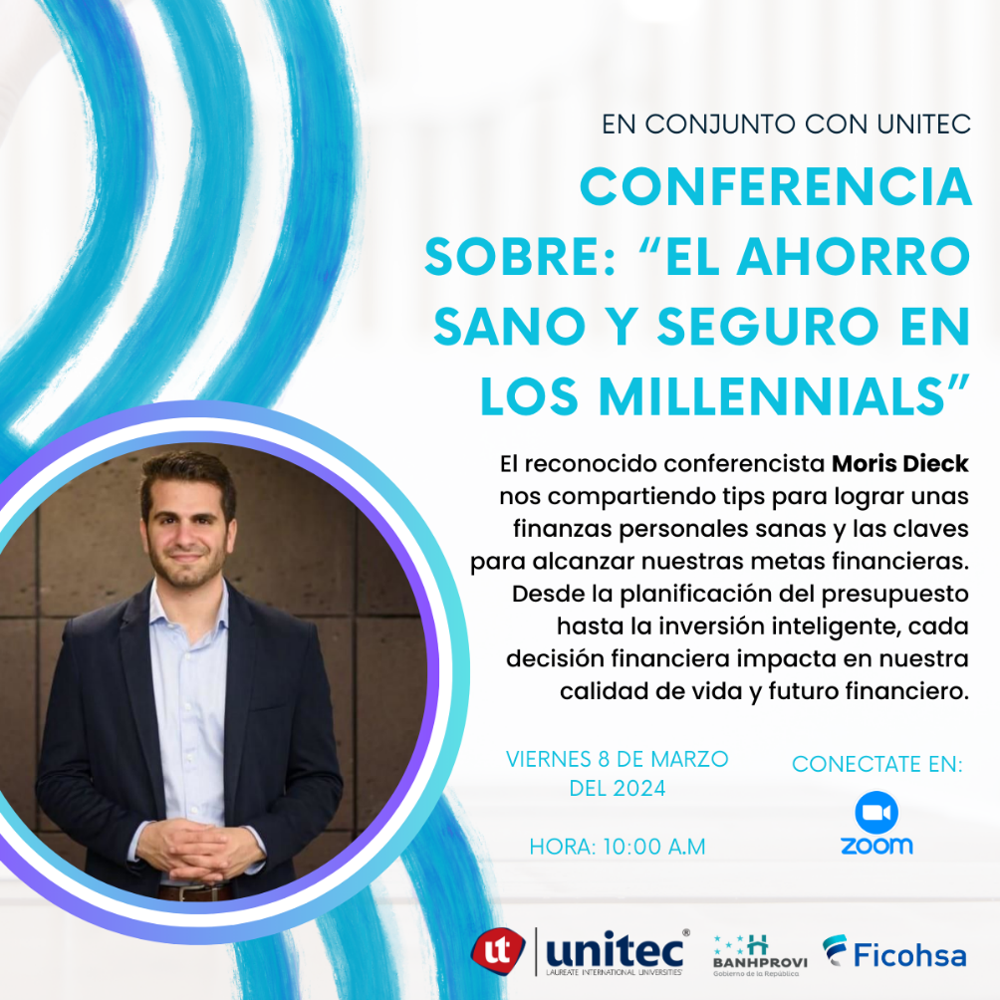 EN CONJUNTO CON UNITEC
CONFERENCIA
SOBRE: “EL AHORRO
SANO Y SEGURO EN
LOS MILLENNIALS”
El reconocido conferencista Moris Dieck
nos compartiendo tips para lograr unas
finanzas personales sanas y las claves
para alcanzar nuestras metas financieras.
Desde la planificación del presupuesto
hasta la inversión inteligente, cada
decisión financiera impacta en nuestra
calidad de vida y futuro financiero.
VIERNES 8 DE MARZO
DEL 2024
HORA: 10:00 A.M
CONECTATE EN:
zoom
ut unitec®
LAUREATE INTERNATIONAL UNIVERSITIES
H
BANHPROVI
Gobierno de la República
Ficohsa